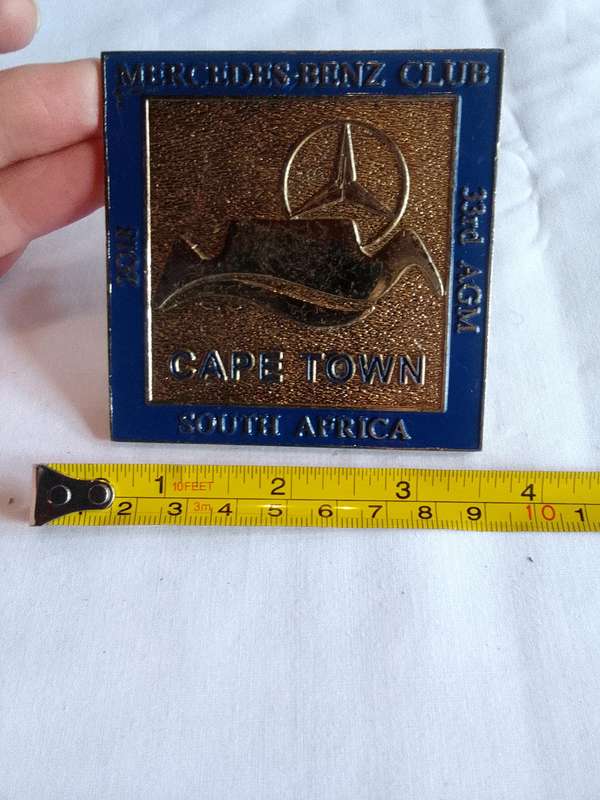 MERCEDES-BENZ CLUB
33rd AGM
CAPE TOWN
SOUTH AFRICA
1 10FEET 2 3 4
2 3 3m 4 5 6 7 8 9 10 1